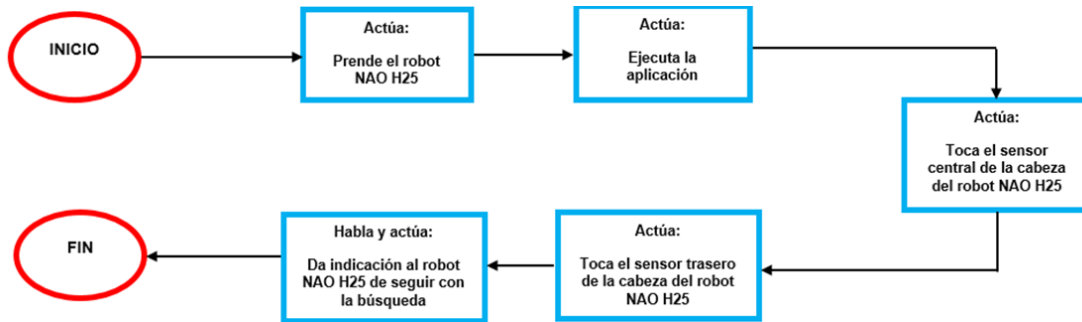 INICIO
Actúa:
Prende el robot
NAO H25
Actúa:
Ejecuta la
aplicación
Actúa:
Toca el sensor
central de la cabeza
del robot NAO H25
Actúa:
Toca el sensor trasero
de la cabeza del robot
NAO H25
Habla y actúa:
Da indicación al robot
NAO H25 de seguir con
la búsqueda
FIN